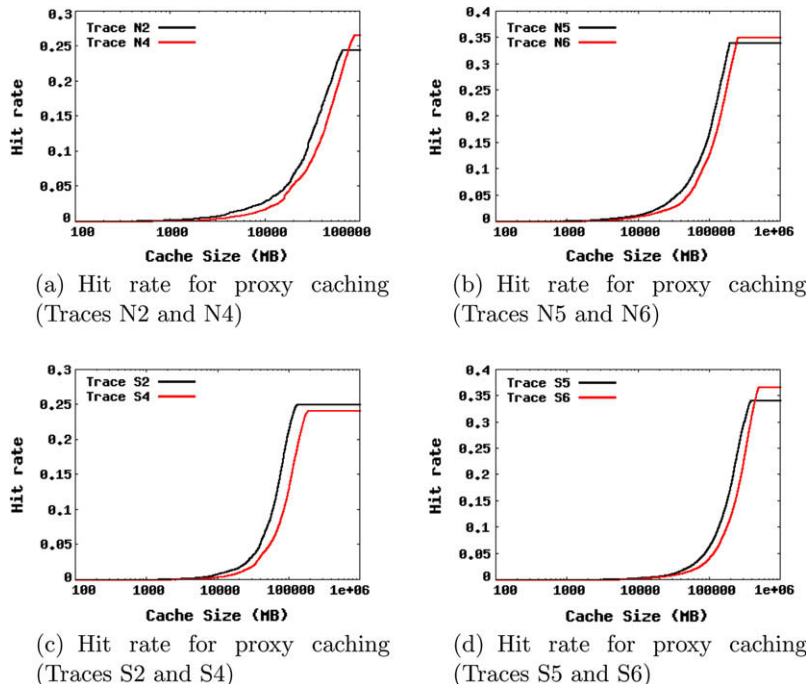 0.3
Trace N2
Trace N4
0.25
0.2
0.15
0.1
0.05
0
100 1000 10000 100000
Hit rate
Cache Size (MB)
(a) Hit rate for proxy caching
(Traces N2 and N4)
0.4
Trace N5
Trace N6
0.35
0.3
0.25
0.2
0.15
0.1
0.05
0
100 1000 10000 100000 1e+06
Hit rate
Cache Size (MB)
(b) Hit rate for proxy caching
(Traces N5 and N6)
0.3
Trace S2
Trace S4
0.25
0.2
0.15
0.1
0.05
0
100 1000 10000 100000 1e+06
Hit rate
Cache Size (MB)
(c) Hit rate for proxy caching
(Traces S2 and S4)
0.4
Trace S5
Trace S6
0.35
0.3
0.25
0.2
0.15
0.1
0.05
0
100 1000 10000 100000 1e+06
Hit rate
Cache Size (MB)
(d) Hit rate for proxy caching
(Traces S5 and S6)